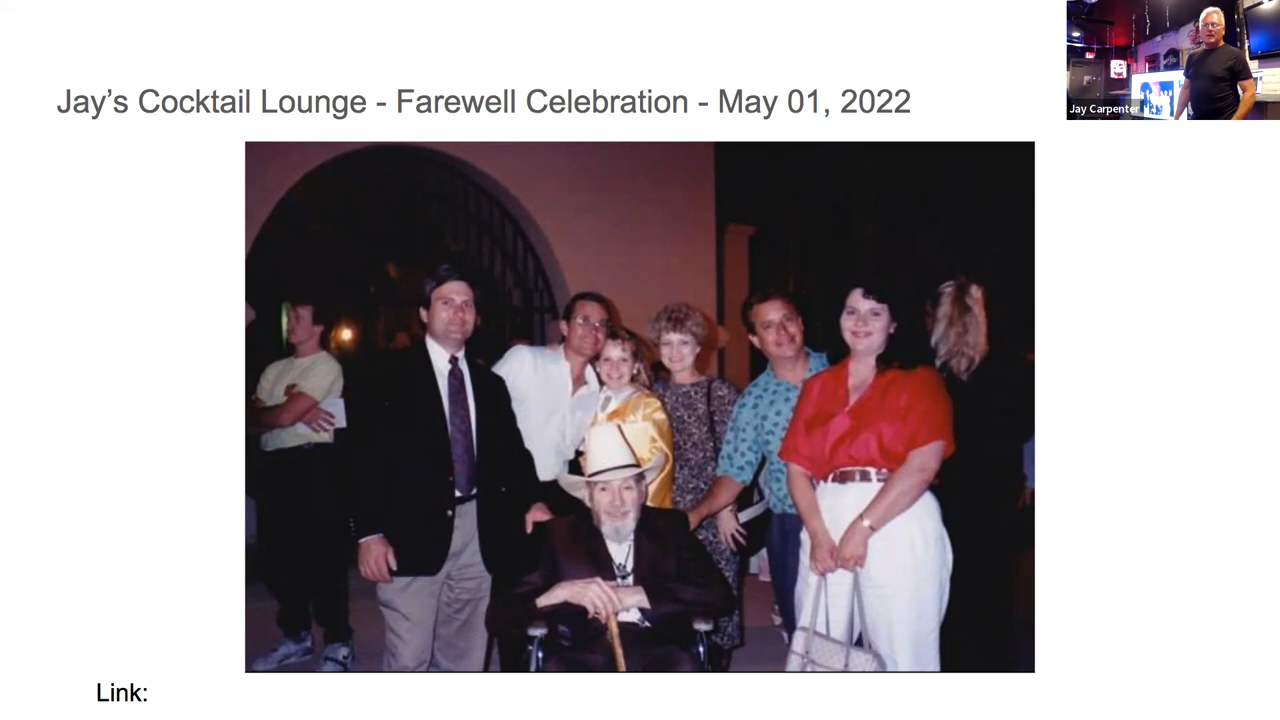 Jay’s Cocktail Lounge - Farewell Celebration - May 01, 2022
Jay Carpenter
Link: